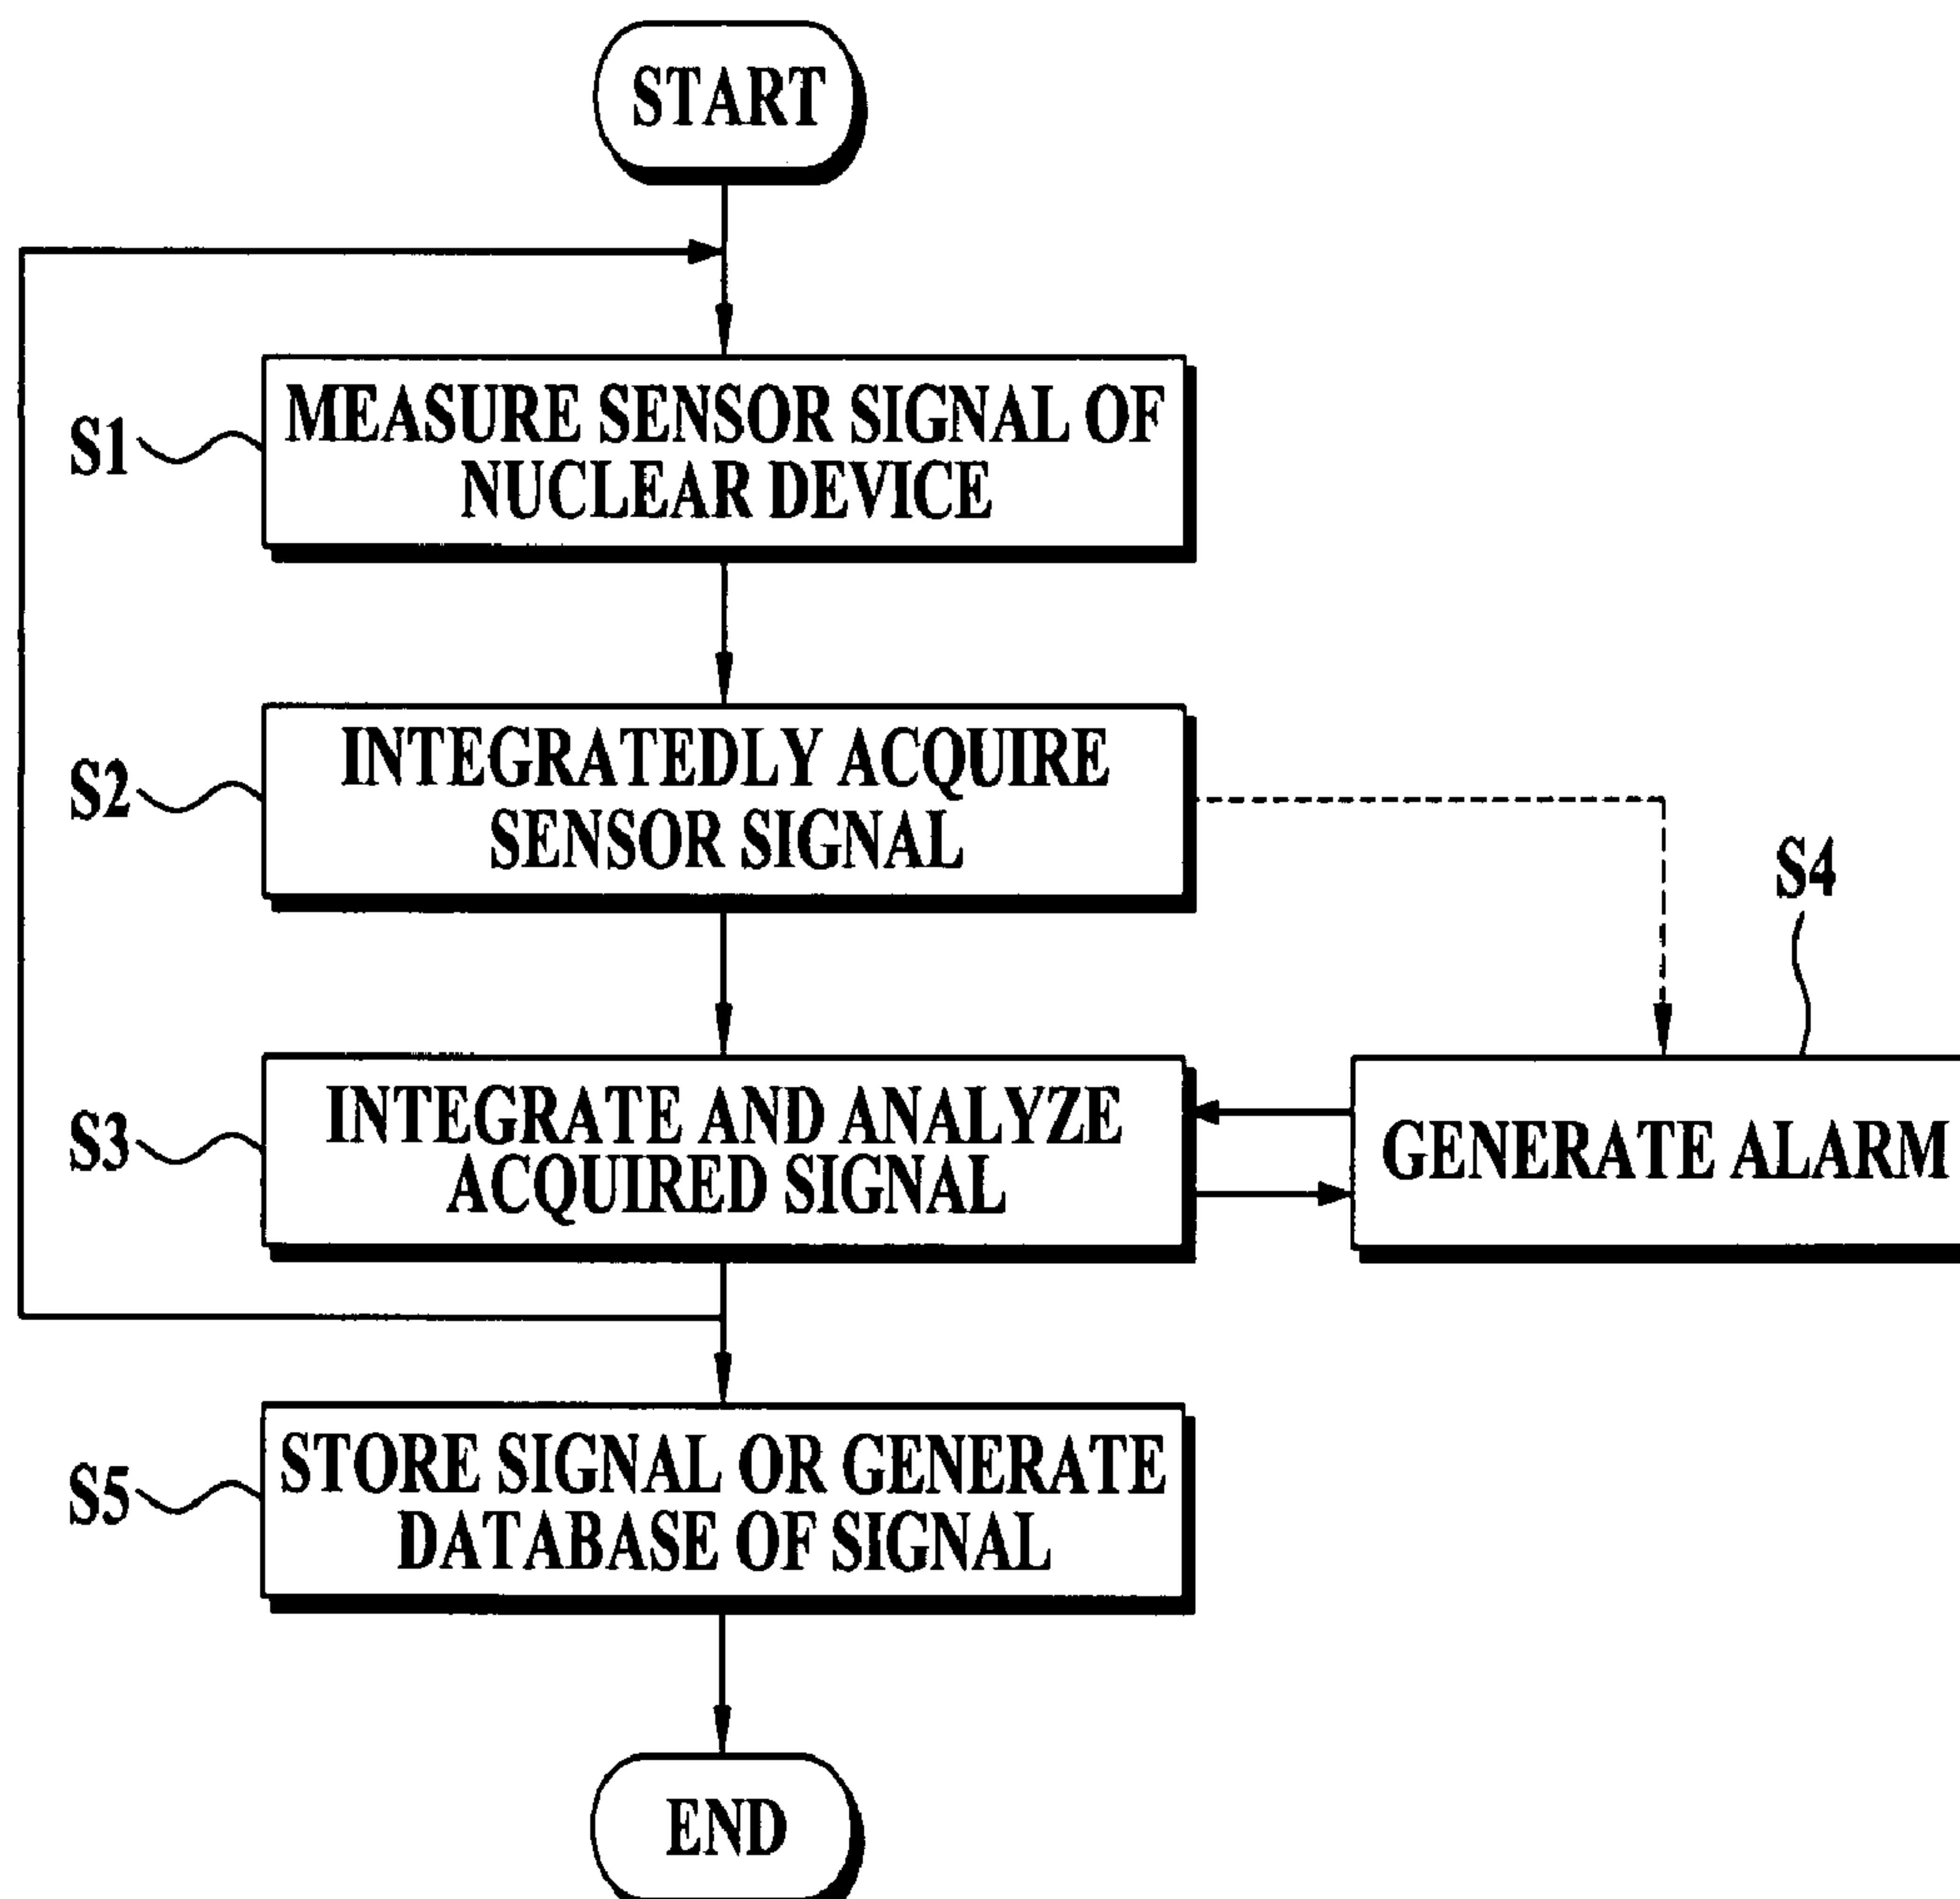 START
S1
MEASURE SENSOR SIGNAL OF
NUCLEAR DEVICE
S2
INTEGRATEDLY ACQUIRE
SENSOR SIGNAL
S3
INTEGRATE AND ANALYZE
ACQUIRED SIGNAL
S4
GENERATE ALARM
S5
STORE SIGNAL OR GENERATE
DATABASE OF SIGNAL
END